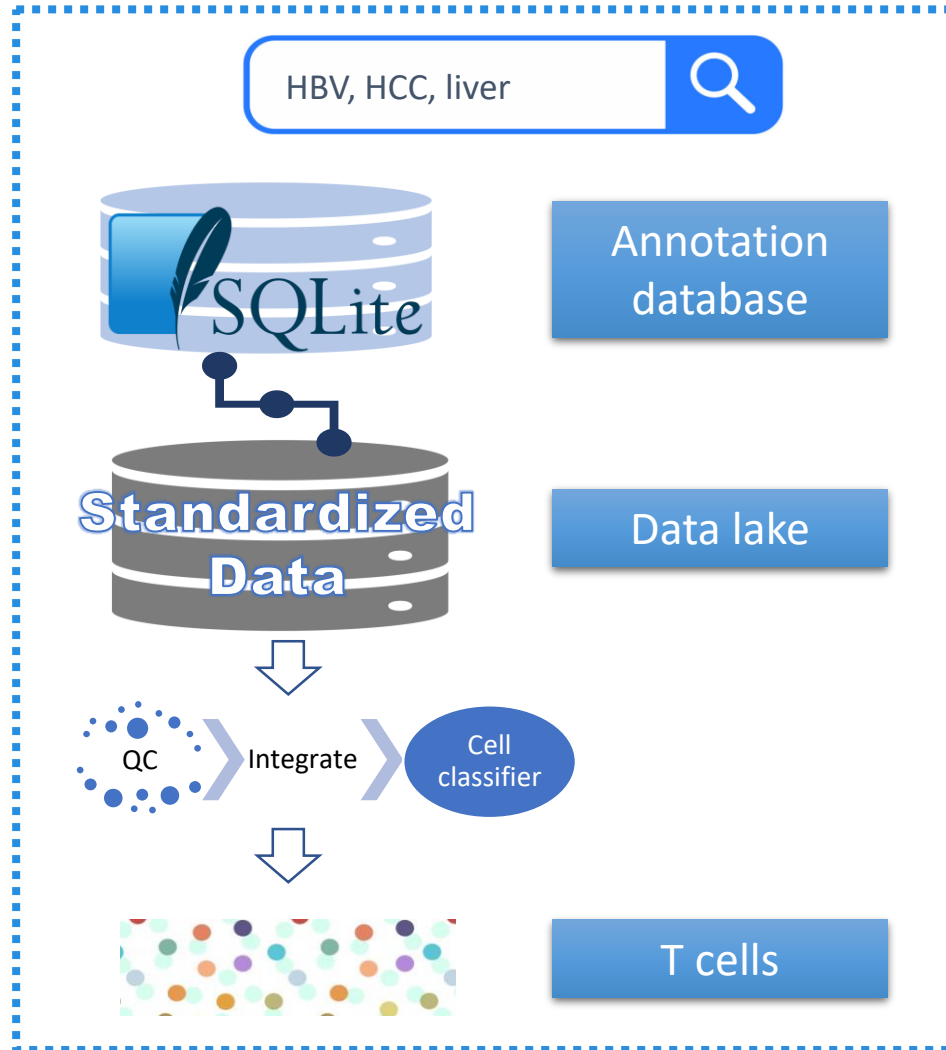 HBV, HCC, liver
SQLite
Annotation
database
Standardized
Data
Data lake
QC
Integrate
Cell
classifier
T cells